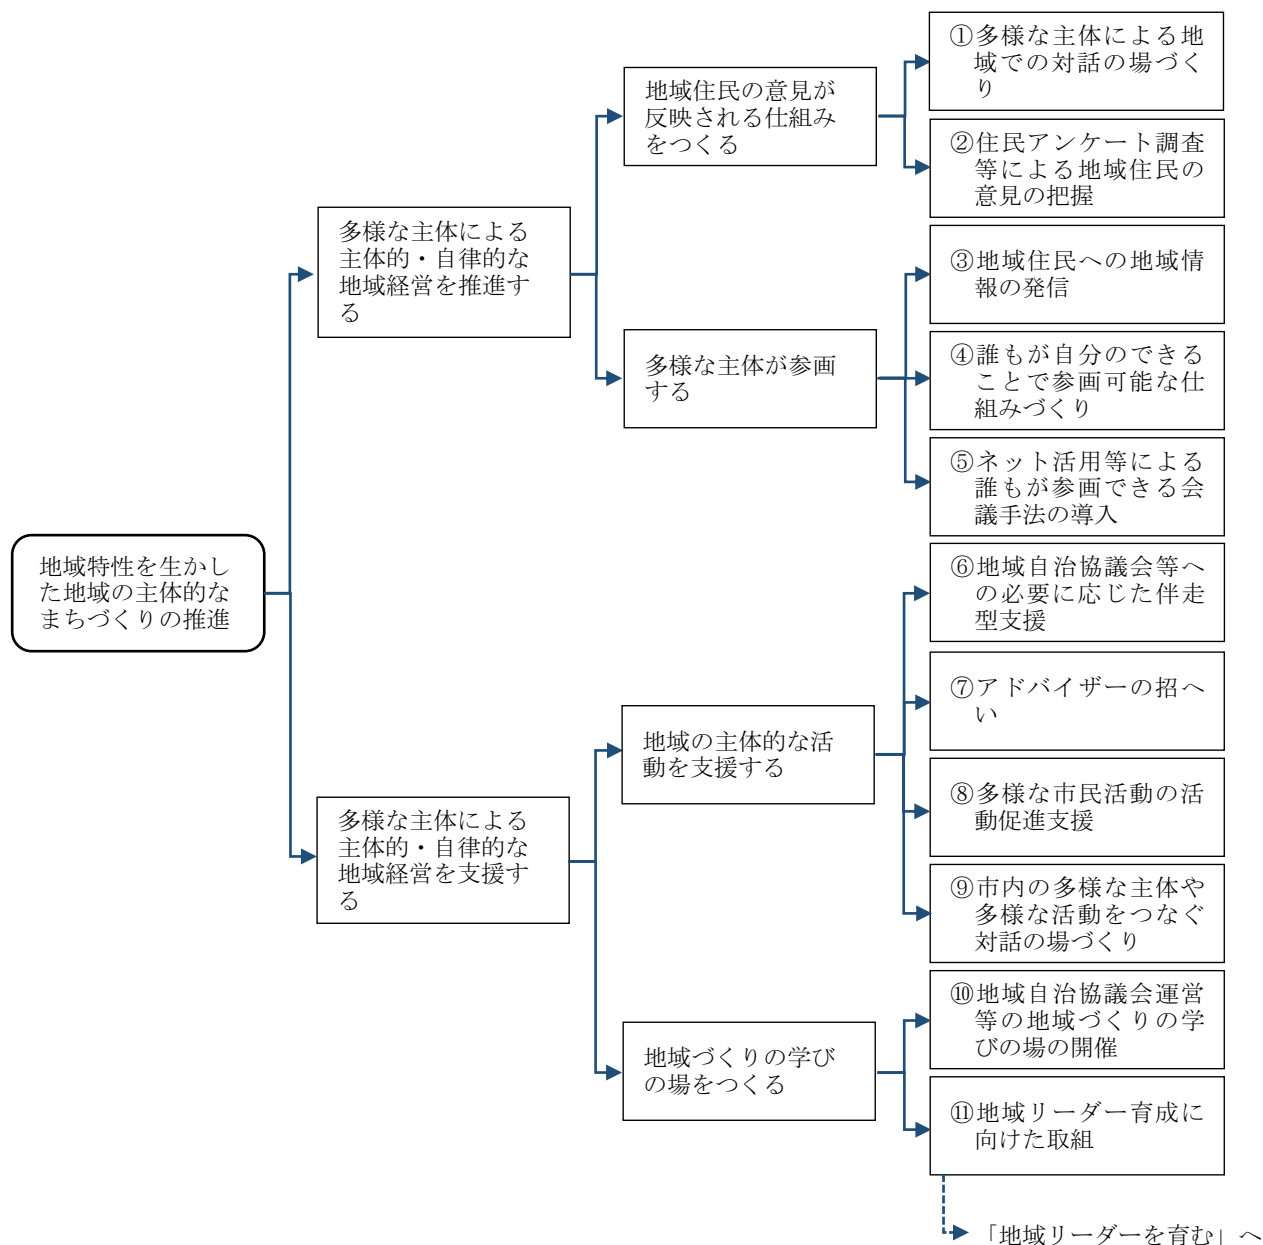 地域特性を生かし
た地域の主体的な
まちづくりの推進
多様な主体による
主体的・自律的な
地域経営を推進す
る
地域住民の意見が
反映される仕組み
をつくる
①多様な主体による地
域での対話の場づく
り
②住民アンケート調査
等による地域住民の
意見の把握
多様な主体が参画
する
③地域住民への地域情
報の発信
④誰もが自分のできる
ことで参画可能な仕
組みづくり
⑤ネット活用等による
誰もが参画できる会
議手法の導入
多様な主体による
主体的・自律的な
地域経営を支援す
る
地域の主体的な活
動を支援する
⑥地域自治協議会等へ
の必要に応じた伴走
型支援
⑦アドバイザーの招へ
い
⑧多様な市民活動の活
動促進支援
⑨市内の多様な主体や
多様な活動をつなぐ
対話の場づくり
地域づくりの学び
の場をつくる
⑩地域自治協議会運営
等の地域づくりの学
びの場の開催
⑪地域リーダー育成に
向けた取組
「地域リーダーを育む」へ